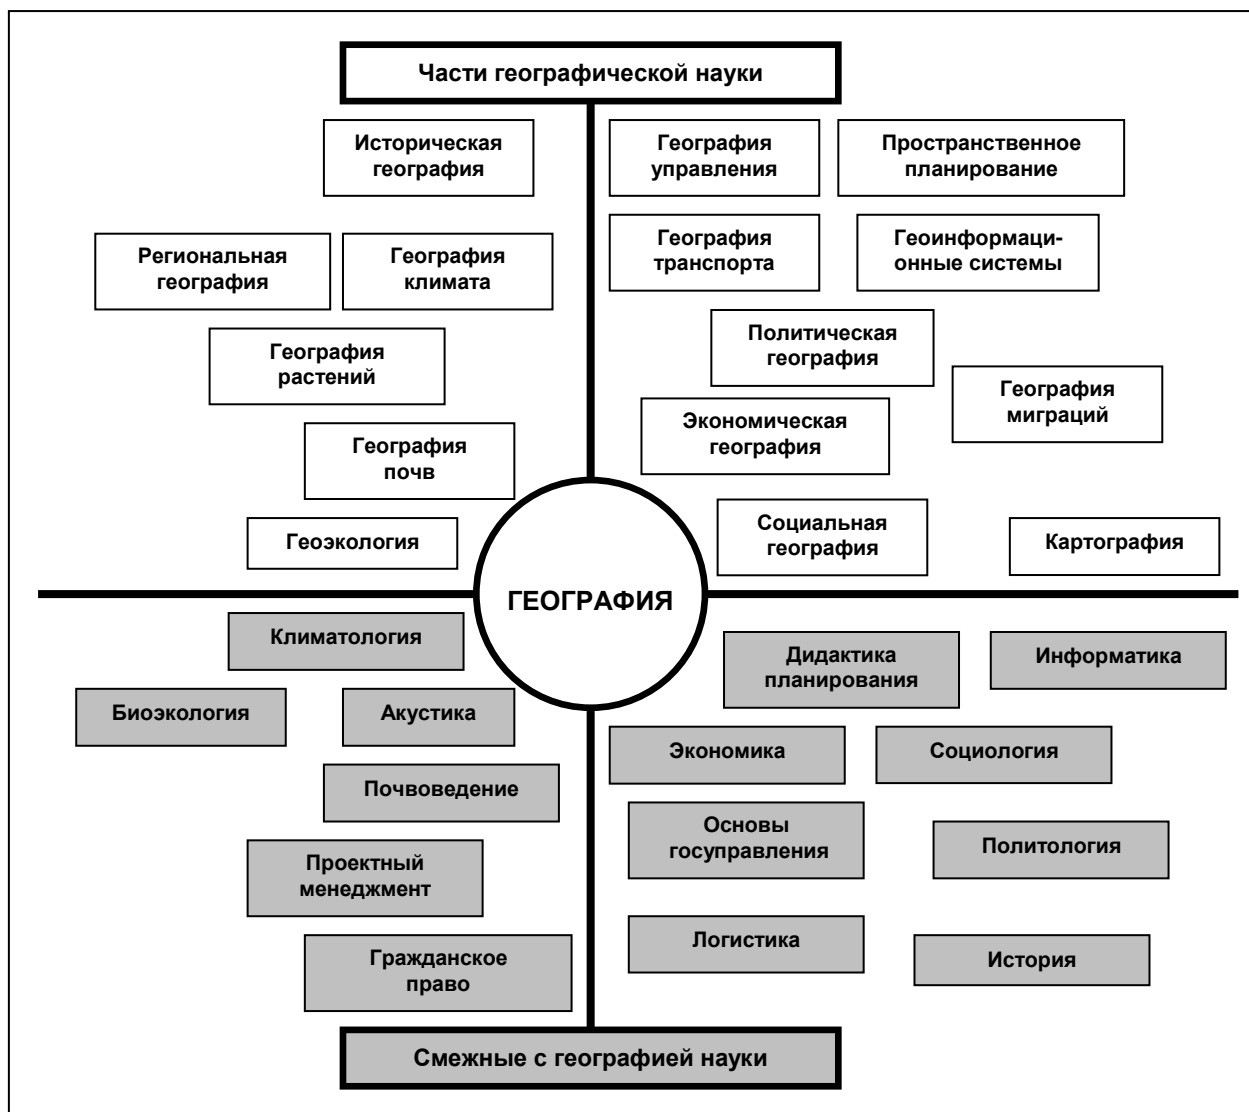 Части географической науки
Историческая
география
География
управления
Пространственное
планирование
Региональная
география
География
климата
География
транспорта
Геоинформаци-
онные системы
География
растений
Политическая
география
География
миграций
Экономическая
география
География
почв
Геоэкология
Социальная
география
Картография
ГЕОГРАФИЯ
Климатология
Дидактика
планирования
Информатика
Биоэкология
Акустика
Экономика
Социология
Почвоведение
Основы
госуправления
Политология
Проектный
менеджмент
Логистика
История
Гражданское
право
Смежные с географией науки